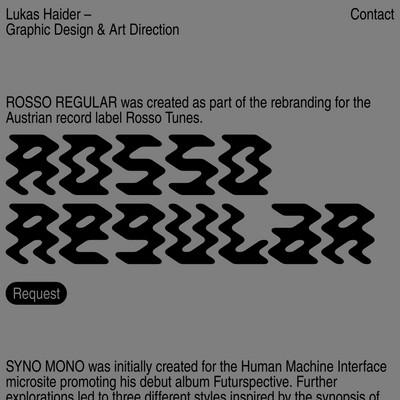 Lukas Haider –
Contact
Graphic Design & Art Direction
ROSSO REGULAR was created as part of the rebranding for the
Austrian record label Rosso Tunes.
ROSSO
REGULAR
Request
SYNO MONO was initially created for the Human Machine Interface
microsite promoting his debut album Futurspective. Further
explorations led to three different styles inspired by the synopsis of